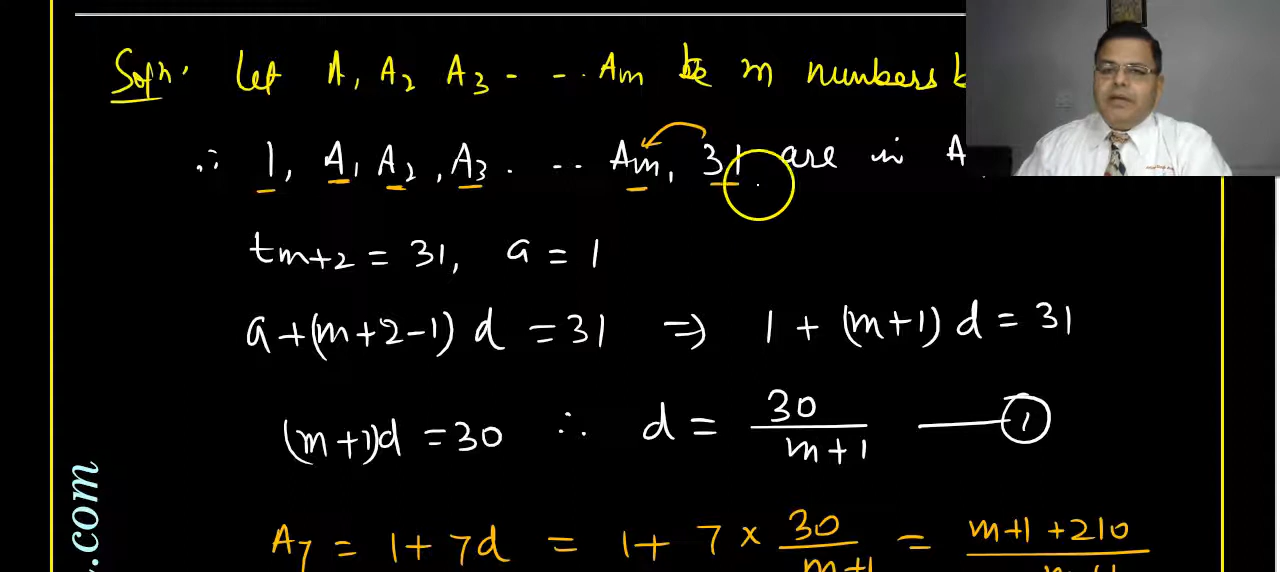 Soln. Let A1 A2 A3 - - .. Am be m numbers
∴ 1, A1 A2, A3 . .. Am, 31 are in A
tm+2 = 31, a = 1
a+(m+2-1) d = 31 ⇒ 1 + (m+1) d = 31
(m+1)d = 30 ∴ d = 30/m+1 —— ①
A7 = 1 + 7d = 1 + 7 × 30/m+1 = m+1+210/m+1
.com